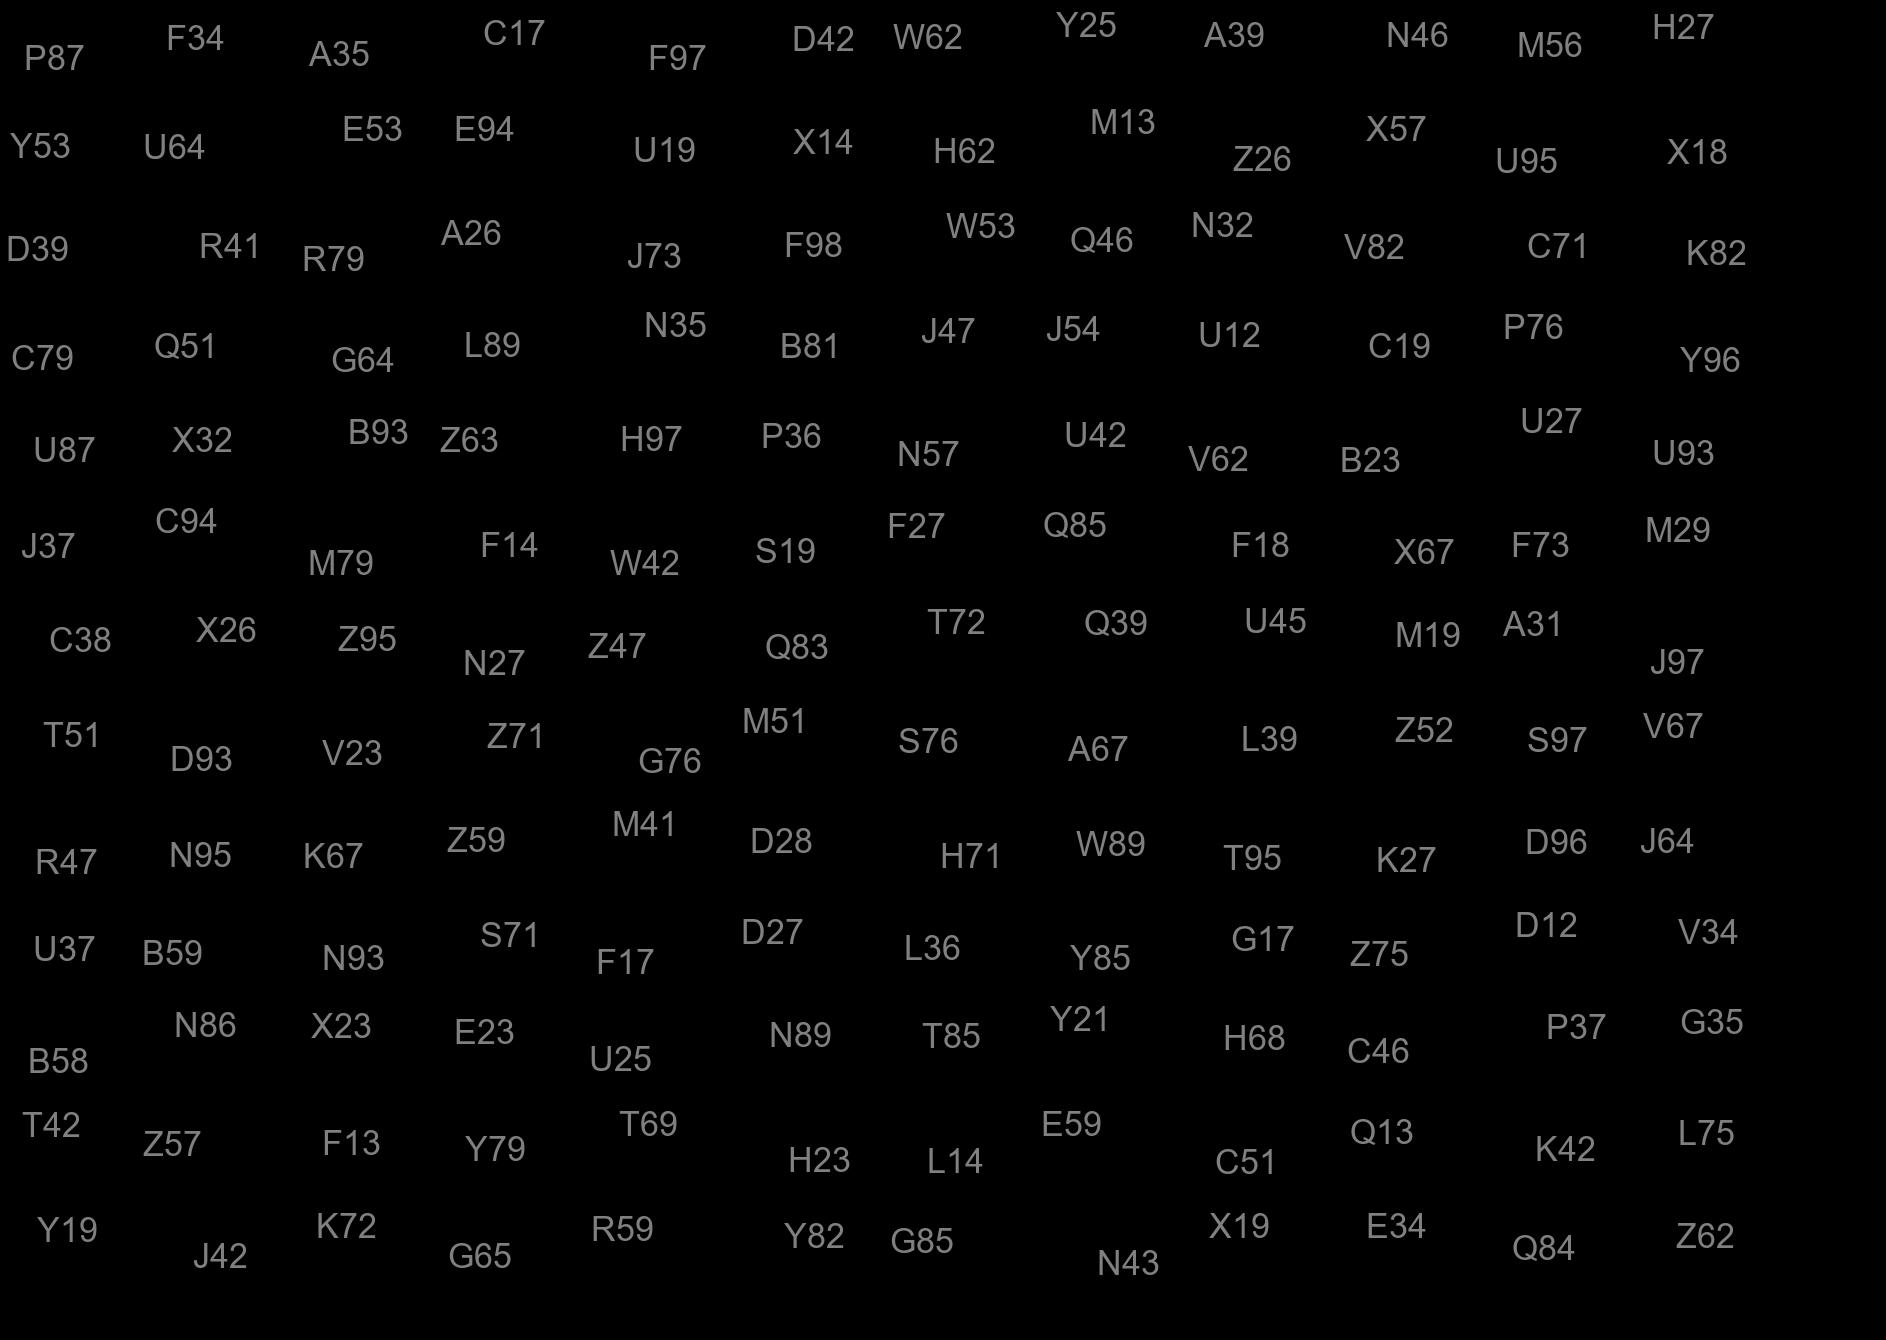 P87 F34 A35 C17 F97 D42 W62 Y25 A39 N46 M56 H27
Y53 U64 E53 E94 U19 X14 H62 M13 Z26 X57 U95 X18
D39 R41 R79 A26 J73 F98 W53 Q46 N32 V82 C71 K82
C79 Q51 G64 L89 N35 B81 J47 J54 U12 C19 P76 Y96
U87 X32 B93 Z63 H97 P36 N57 U42 V62 B23 U27 U93
J37 C94 M79 F14 W42 S19 F27 Q85 F18 X67 F73 M29
C38 X26 Z95 N27 Z47 Q83 T72 Q39 U45 M19 A31 J97
T51 D93 V23 Z71 G76 M51 S76 A67 L39 Z52 S97 V67
R47 N95 K67 Z59 M41 D28 H71 W89 T95 K27 D96 J64
U37 B59 N93 S71 F17 D27 L36 Y85 G17 Z75 D12 V34
B58 N86 X23 E23 U25 N89 T85 Y21 H68 C46 P37 G35
T42 Z57 F13 Y79 T69 H23 L14 E59 C51 Q13 K42 L75
Y19 J42 K72 G65 R59 Y82 G85 N43 X19 E34 Q84 Z62